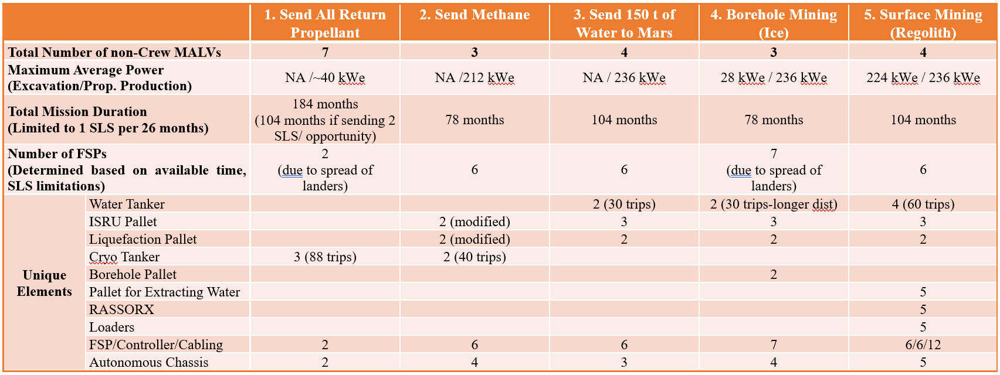 1. Send All Return Propellant
2. Send Methane
3. Send 150 t of Water to Mars
4. Borehole Mining (Ice)
5. Surface Mining (Regolith)
Total Number of non-Crew MALVs
7
3
4
3
4
Maximum Average Power
(Excavation/Prop. Production)
NA /~40 kWe
NA /212 kWe
NA / 236 kWe
28 kWe / 236 kWe
224 kWe / 236 kWe
Total Mission Duration
(Limited to 1 SLS per 26 months)
184 months
(104 months if sending 2
SLS/ opportunity)
78 months
104 months
78 months
104 months
Number of FSPs
(Determined based on available time,
SLS limitations)
2
(due to spread of
landers)
6
6
7
(due to spread of
landers)
6
Unique
Elements
Water Tanker
2 (30 trips)
2 (30 trips-longer dist)
4 (60 trips)
ISRU Pallet
2 (modified)
3
3
3
Liquefaction Pallet
2 (modified)
2
2
2
Cryo Tanker
3 (88 trips)
2 (40 trips)
Borehole Pallet
2
Pallet for Extracting Water
5
RASSORX
5
Loaders
5
FSP/Controller/Cabling
2
6
6
7
6/6/12
Autonomous Chassis
2
4
3
4
5